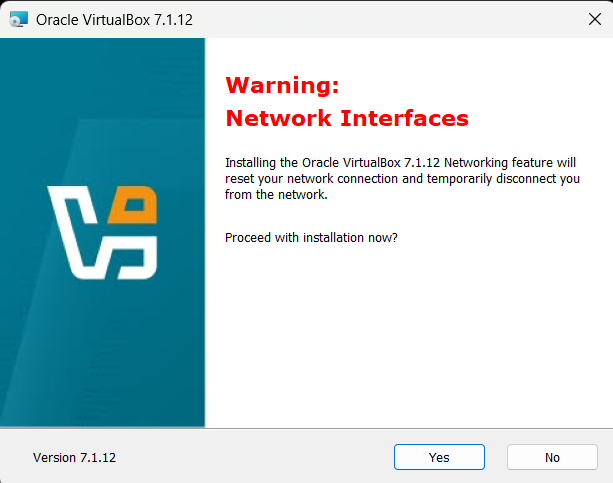 Oracle VirtualBox 7.1.12
Warning:
Network Interfaces
Installing the Oracle VirtualBox 7.1.12 Networking feature will
reset your network connection and temporarily disconnect you
from the network.
Proceed with installation now?
Version 7.1.12
Yes
No